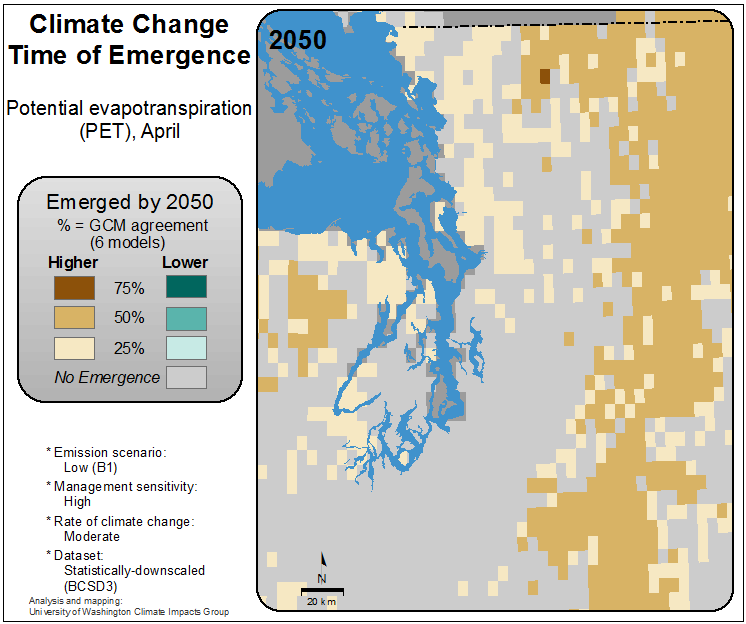 Climate Change
Time of Emergence
Potential evapotranspiration
(PET), April
Emerged by 2050
% = GCM agreement
(6 models)
Higher Lower
75%
50%
25%
No Emergence
* Emission scenario:
Low (B1)
* Management sensitivity:
High
* Rate of climate change:
Moderate
* Dataset:
Statistically-downscaled
(BCSD3)
Analysis and mapping:
University of Washington Climate Impacts Group
2050
N
20 km